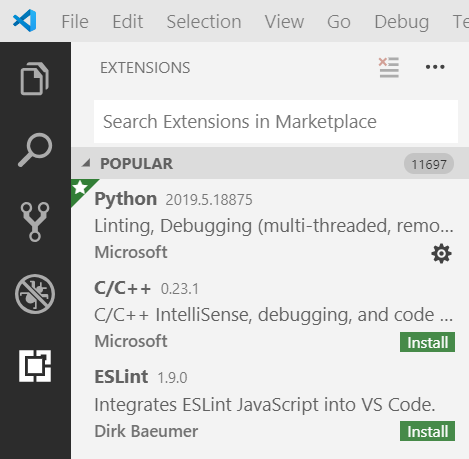 File Edit Selection View Go Debug Te
EXTENSIONS
Search Extensions in Marketplace
POPULAR 11697
Python 2019.5.18875
Linting, Debugging (multi-threaded, remo...
Microsoft
C/C++ 0.23.1
C/C++ IntelliSense, debugging, and code ...
Microsoft Install
ESLint 1.9.0
Integrates ESLint JavaScript into VS Code.
Dirk Baeumer Install